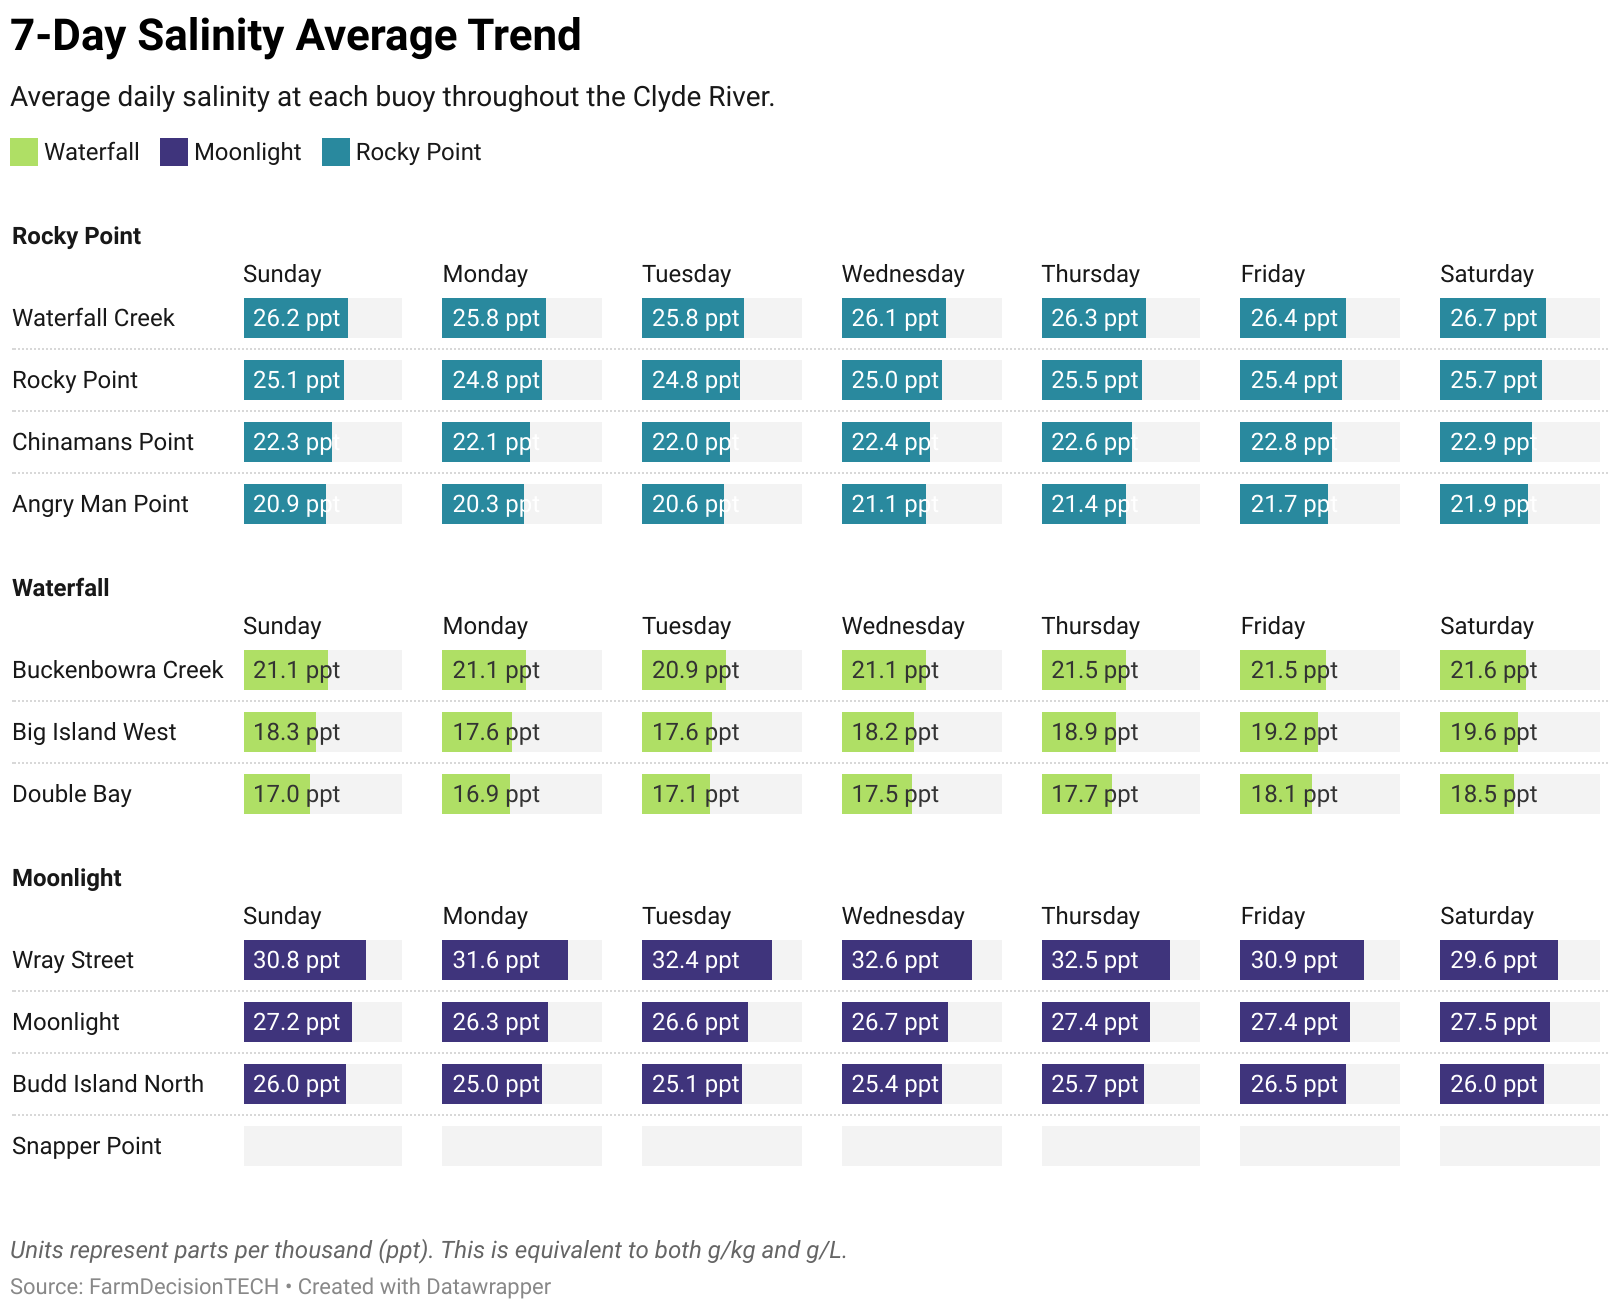 7-Day Salinity Average Trend
Average daily salinity at each buoy throughout the Clyde River.
Waterfall Moonlight Rocky Point
Rocky Point
Sunday Monday Tuesday Wednesday Thursday Friday Saturday
Waterfall Creek 26.2 ppt 25.8 ppt 25.8 ppt 26.1 ppt 26.3 ppt 26.4 ppt 26.7 ppt
Rocky Point 25.1 ppt 24.8 ppt 24.8 ppt 25.0 ppt 25.5 ppt 25.4 ppt 25.7 ppt
Chinamans Point 22.3 ppt 22.1 ppt 22.0 ppt 22.4 ppt 22.6 ppt 22.8 ppt 22.9 ppt
Angry Man Point 20.9 ppt 20.3 ppt 20.6 ppt 21.1 ppt 21.4 ppt 21.7 ppt 21.9 ppt
Waterfall
Sunday Monday Tuesday Wednesday Thursday Friday Saturday
Buckenbowra Creek 21.1 ppt 21.1 ppt 20.9 ppt 21.1 ppt 21.5 ppt 21.5 ppt 21.6 ppt
Big Island West 18.3 ppt 17.6 ppt 17.6 ppt 18.2 ppt 18.9 ppt 19.2 ppt 19.6 ppt
Double Bay 17.0 ppt 16.9 ppt 17.1 ppt 17.5 ppt 17.7 ppt 18.1 ppt 18.5 ppt
Moonlight
Sunday Monday Tuesday Wednesday Thursday Friday Saturday
Wray Street 30.8 ppt 31.6 ppt 32.4 ppt 32.6 ppt 32.5 ppt 30.9 ppt 29.6 ppt
Moonlight 27.2 ppt 26.3 ppt 26.6 ppt 26.7 ppt 27.4 ppt 27.4 ppt 27.5 ppt
Budd Island North 26.0 ppt 25.0 ppt 25.1 ppt 25.4 ppt 25.7 ppt 26.5 ppt 26.0 ppt
Snapper Point
Units represent parts per thousand (ppt). This is equivalent to both g/kg and g/L.
Source: FarmDecisionTECH • Created with Datawrapper